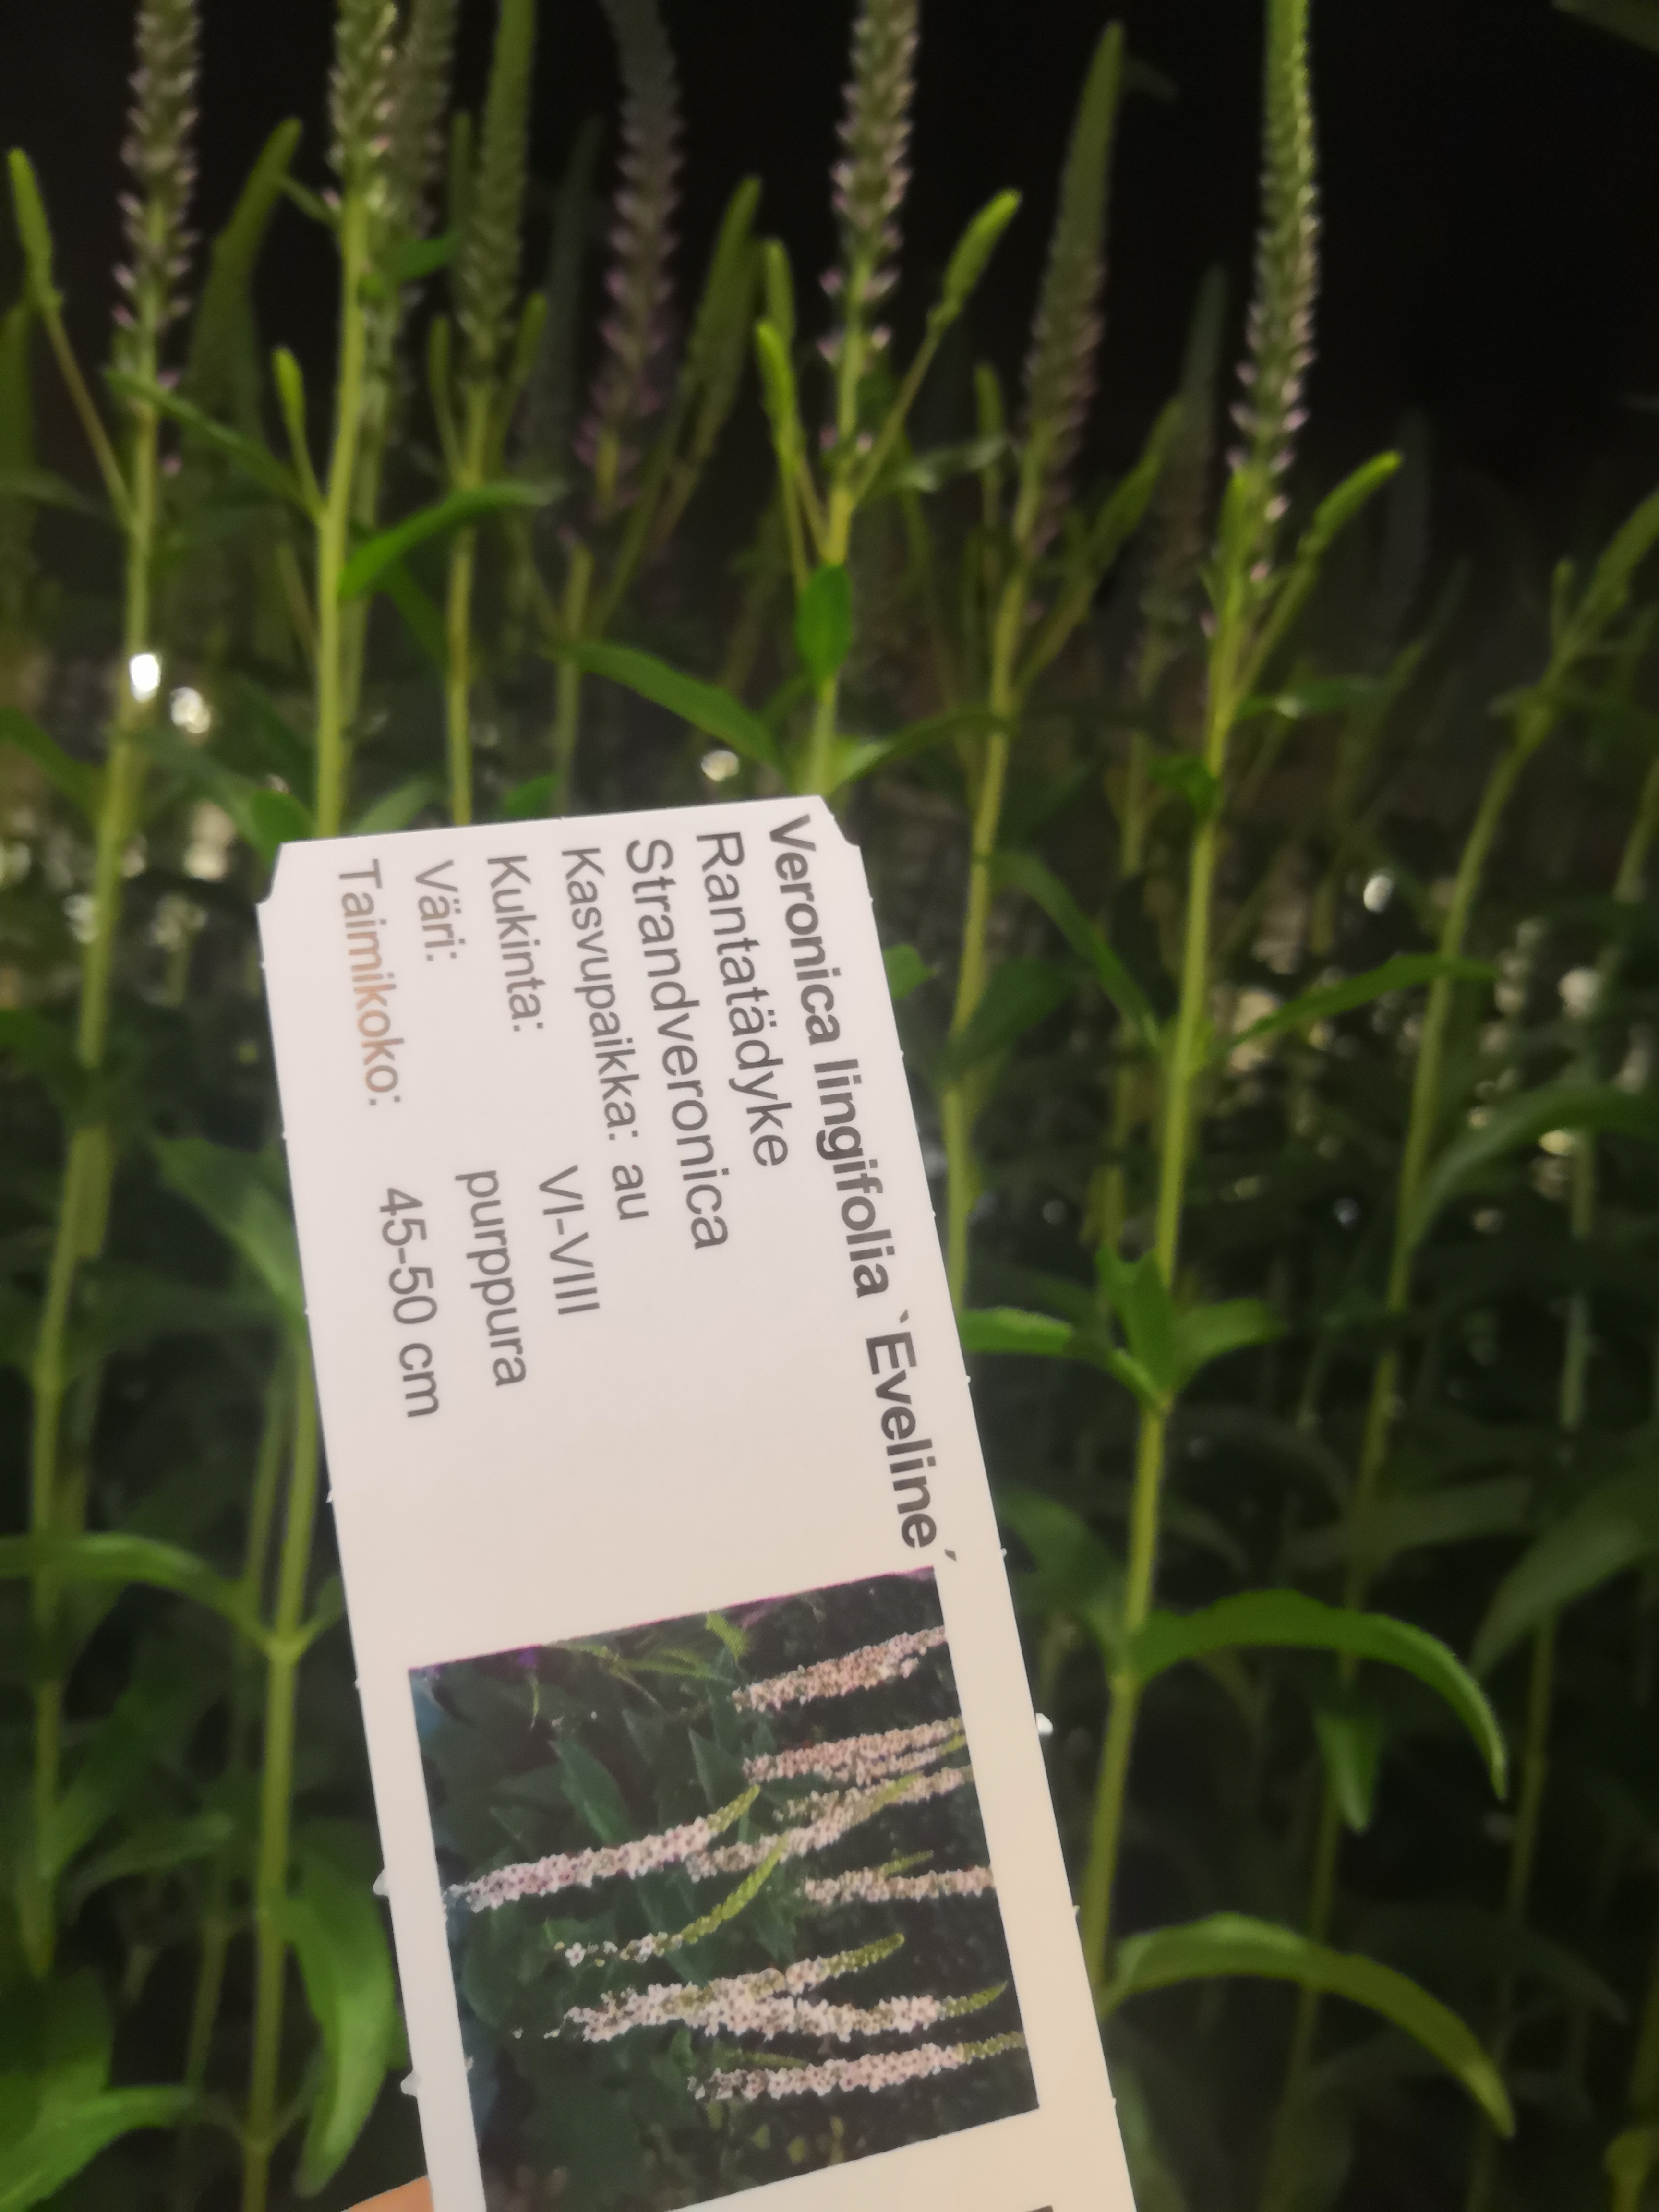 Veronica lingifolia `Eveline´
Rantatädyke
Strandveronica
Kasvupaikka: au
Kukinta: VI-VIII
Väri: purppura
Taimikoko: 45-50 cm